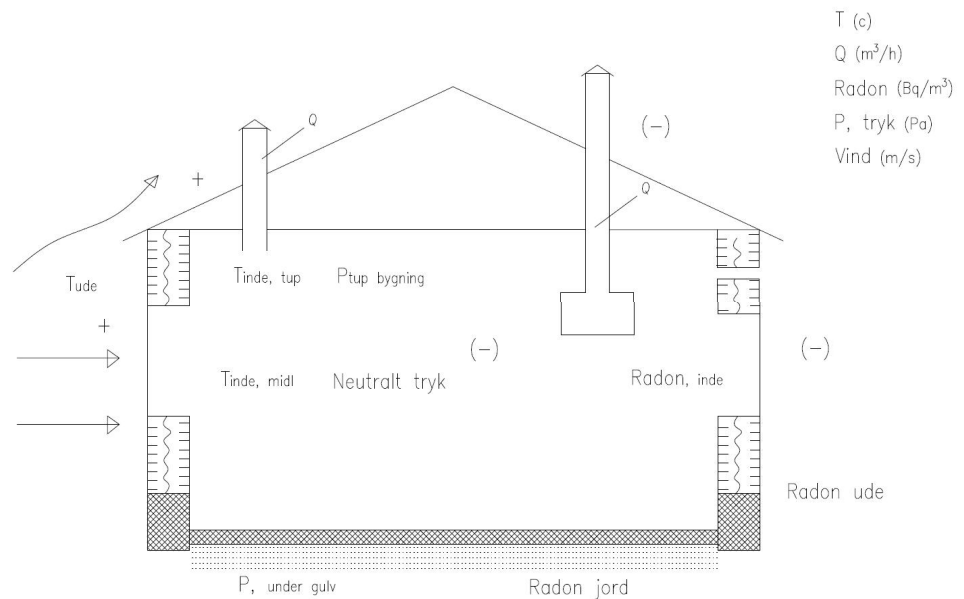 T (c)
Q (m³/h)
Radon (Bq/m³)
P, tryk (Pa)
Vind (m/s)
Q
(-)
+
Q
Tude
Tinde, tup
Ptup bygning
+
(-)
(-)
Tinde, midl
Neutralt tryk
Radon, inde
Radon ude
P, under gulv
Radon jord